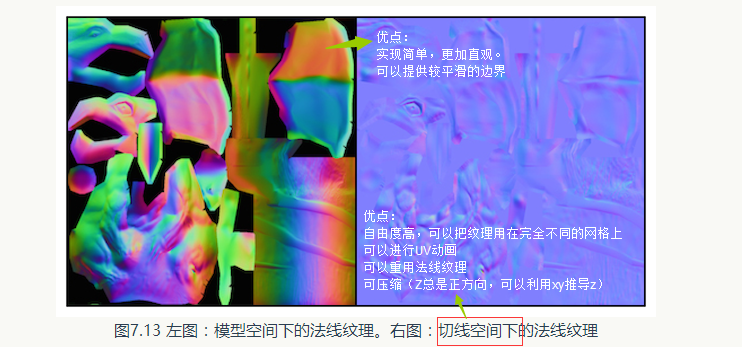 优点：
实现简单，更加直观。
可以提供较平滑的边界
优点：
自由度高，可以把纹理用在完全不同的网格上
可以进行UV动画
可以重用法线纹理
可压缩（Z总是正方向，可以利用xy推导z）
图7.13 左图：模型空间下的法线纹理。右图：切线空间下的法线纹理